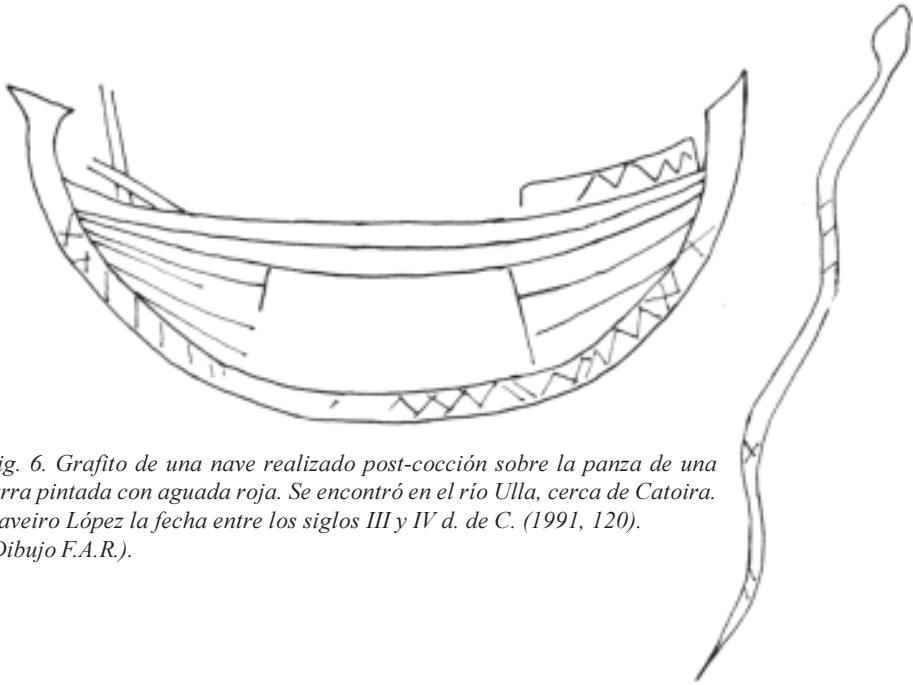 ig. 6. Grafito de una nave realizado post-cocción sobre la panza de una
arra pintada con aguada roja. Se encontró en el río Ulla, cerca de Catoira.
aveiro López la fecha entre los siglos III y IV d. de C. (1991, 120).
Dibujo F.A.R.).